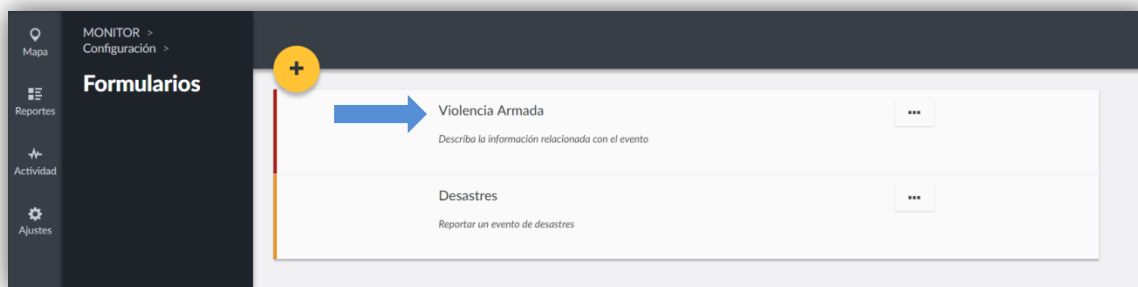 Mapa
Reportes
Actividad
Ajustes
MONITOR >
Configuración >
Formularios
+
Violencia Armada
...
Describa la información relacionada con el evento
Desastres
...
Reportar un evento de desastres